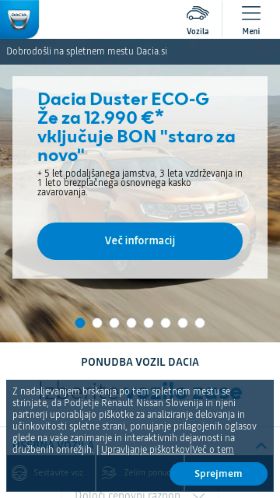 DACIA
Vozila
Meni
Dobrodošli na spletnem mestu Dacia.si
Dacia Duster ECO-G
Že za 12.990 €*
vključuje BON "staro za
novo"
+ 5 let podaljšanega jamstva, 3 leta vzdrževanja in
1 leto brezplačnega osnovnega kasko
zavarovanja.
Več informacij
PONUDBA VOZIL DACIA
Z nadaljevanjem brskanja po tem spletnem mestu se
strinjate, da Podjetje Renault Nissan Slovenija in njeni
partnerji uporabljajo piškotke za analiziranje delovanja in
učinkovitosti spletne strani, ponujanje prilagojenih oglasov
glede na vaše zanimanje in interaktivnih dejavnosti na
družbenih omrežjih. | Upravljanje piškotkov|Več o tem
Sestavite voz
Želim ponudbo
Sprejmem
Določi cenovni razpon